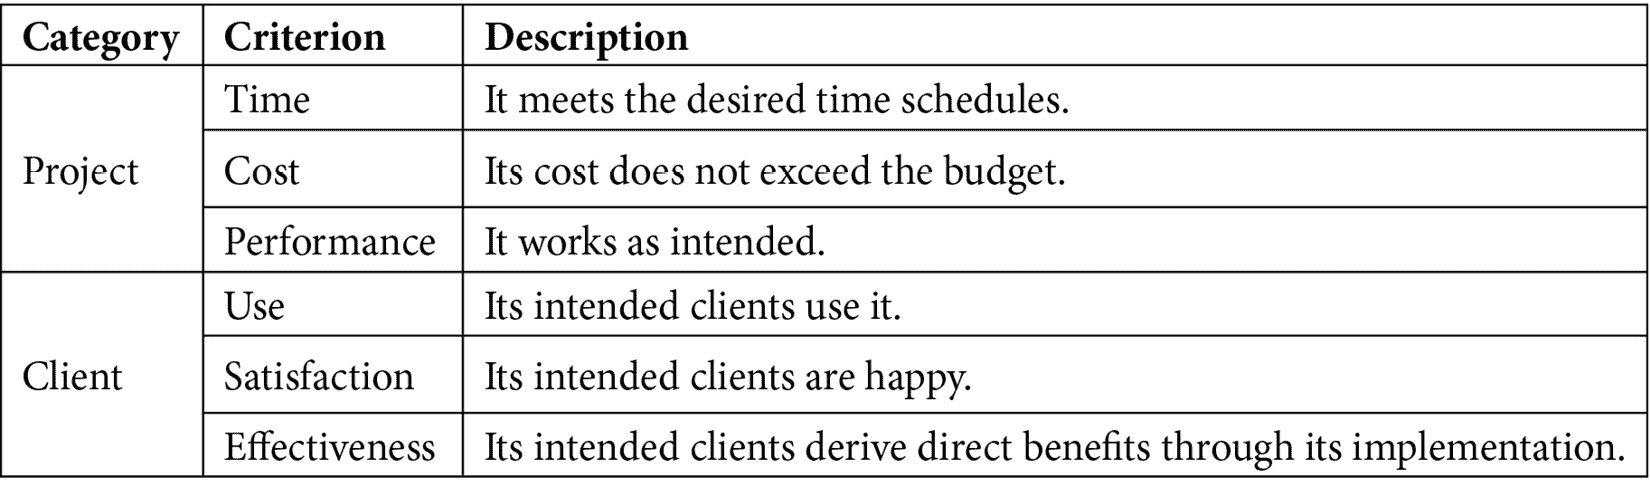 Category Criterion Description
Time It meets the desired time schedules.
Project Cost Its cost does not exceed the budget.
Performance It works as intended.
Use Its intended clients use it.
Client Satisfaction Its intended clients are happy.
Effectiveness Its intended clients derive direct benefits through its implementation.